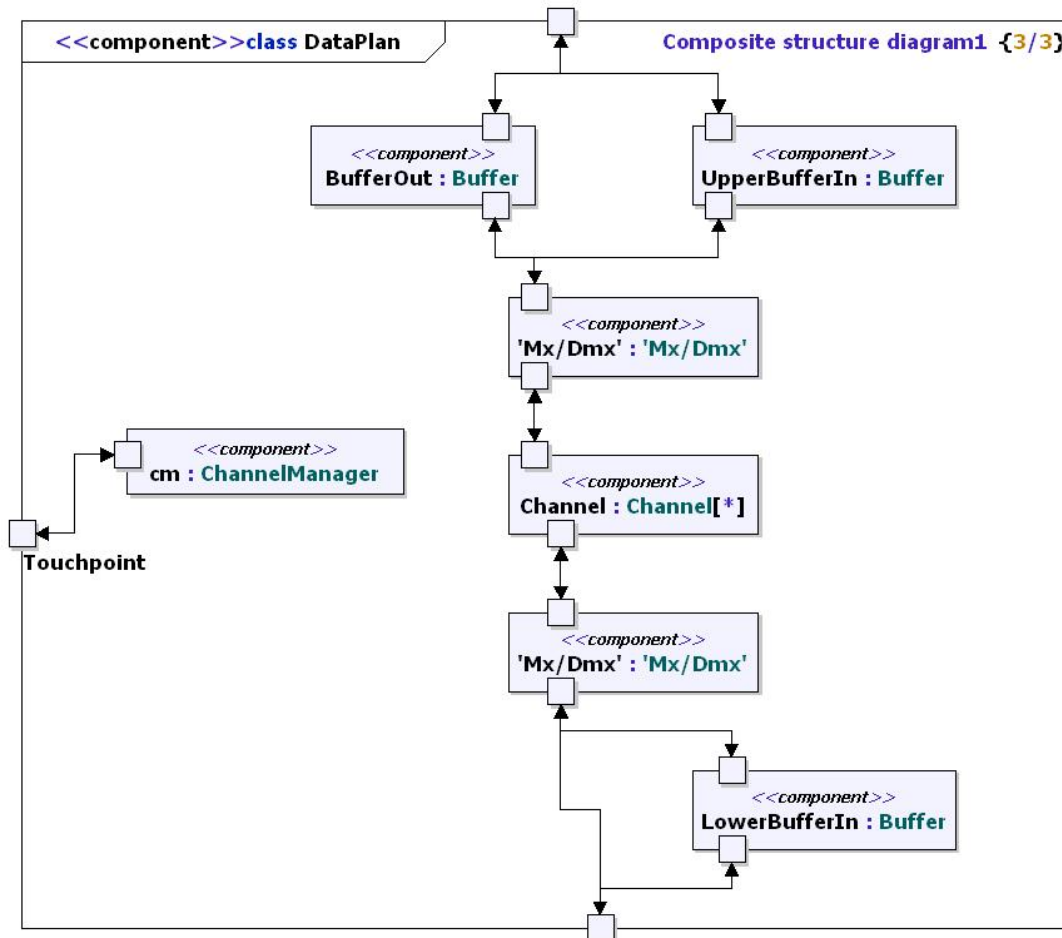 <<component>>class DataPlan
Composite structure diagram1 {3/3}
<<component>>
BufferOut : Buffer
<<component>>
UpperBufferIn : Buffer
<<component>>
'Mx/Dmx' : 'Mx/Dmx'
<<component>>
cm : ChannelManager
<<component>>
Channel : Channel[*]
Touchpoint
<<component>>
'Mx/Dmx' : 'Mx/Dmx'
<<component>>
LowerBufferIn : Buffer